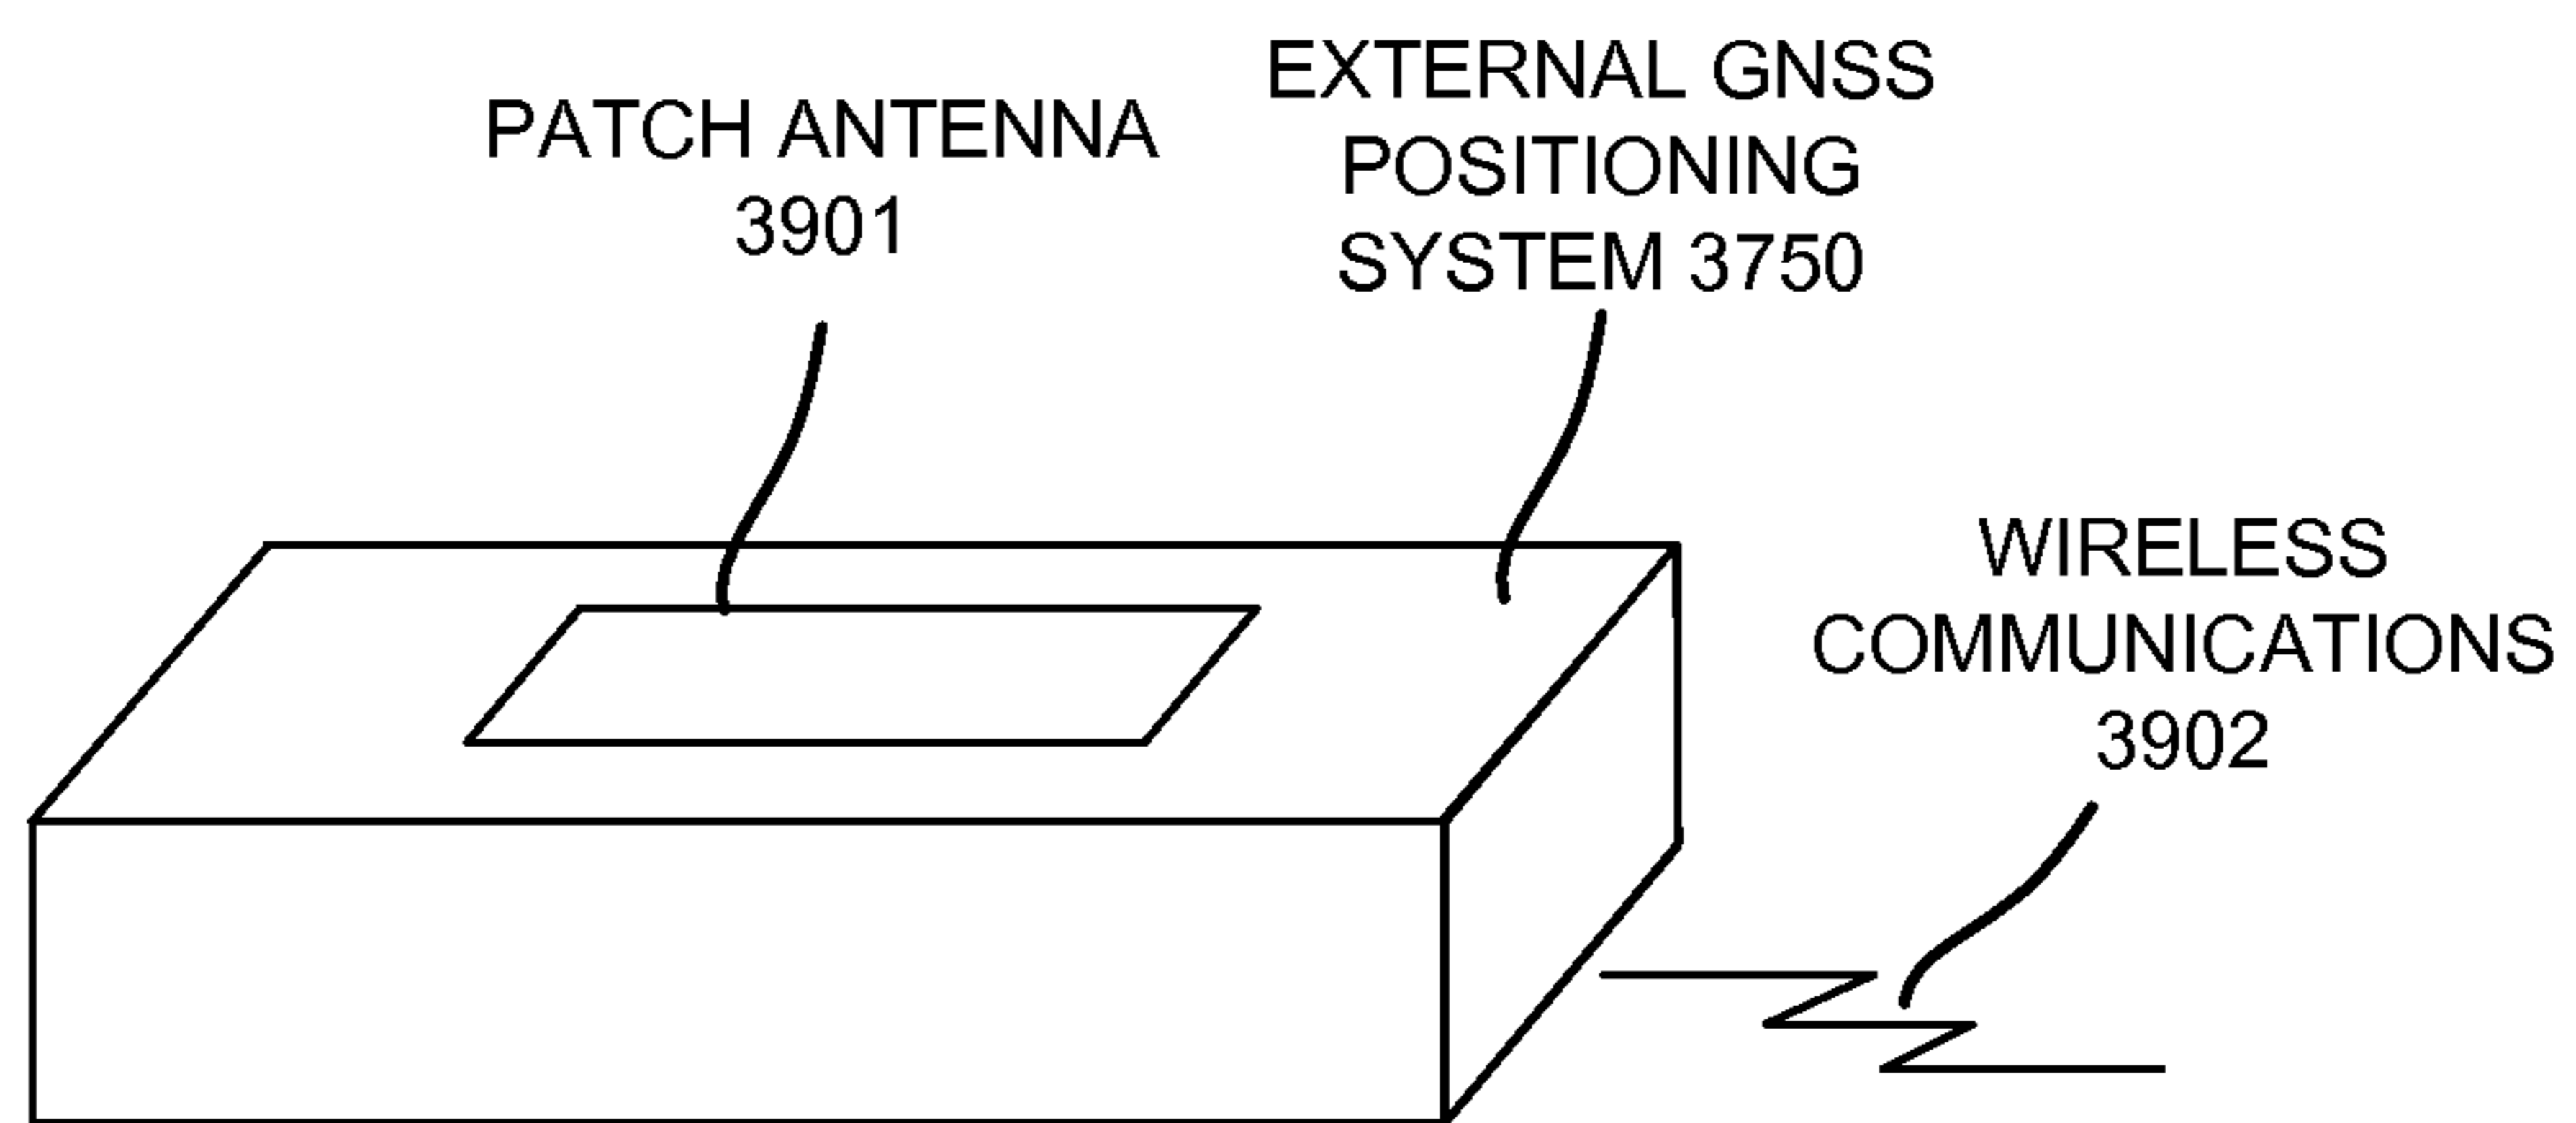 PATCH ANTENNA
3901
EXTERNAL GNSS
POSITIONING
SYSTEM 3750
WIRELESS
COMMUNICATIONS
3902